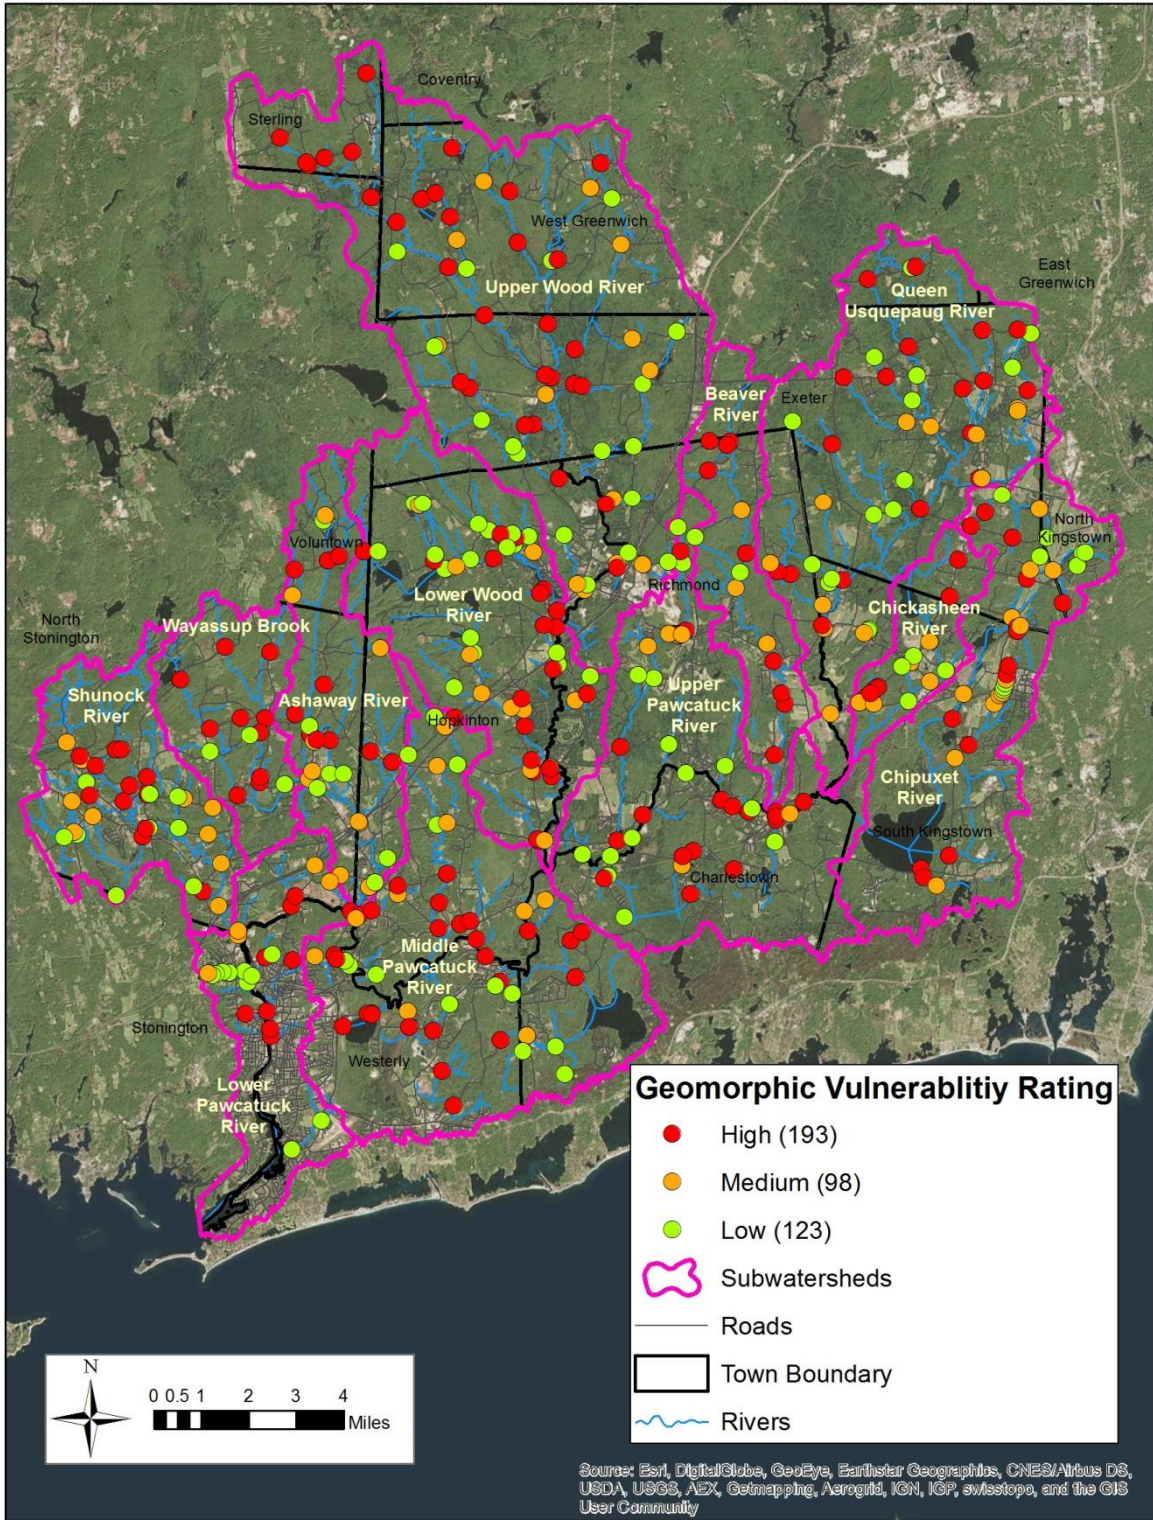 Coventry
Sterling
West Greenwich
East
Greenwich
Upper Wood River
Queen
Usquepaug River
Beaver
River
Exeter
North
Kingstown
Voluntown
Richmond
Lower Wood
River
Chickasheen
River
North
Stonington
Wayassup Brook
Shunock
River
Ashaway River
Hopkinton
Upper
Pawcatuck
River
Chipuxet
River
South Kingstown
Charlestown
Middle
Pawcatuck
River
Stonington
Westerly
Lower
Pawcatuck
River
Geomorphic Vulnerablitiy Rating
High (193)
Medium (98)
Low (123)
Subwatersheds
Roads
Town Boundary
Rivers
N
0 0.5 1 2 3 4
Miles
Source: Esri, DigitalGlobe, GeoEye, Earthstar Geographics, CNES/Airbus DS,
USDA, USGS, AEX, Getmapping, Aerogrid, IGN, IGP, swisstopo, and the GIS
User Community